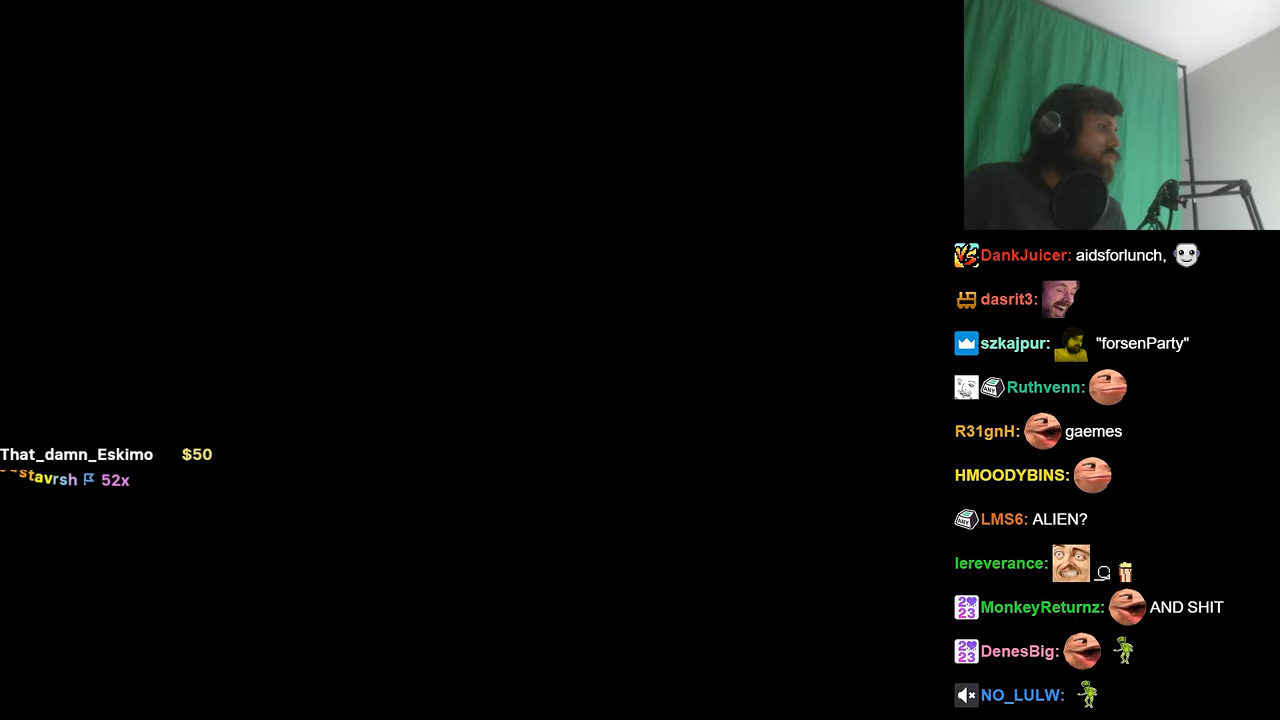 DankJuicer: aidsforlunch,
dasrit3:
szkajpur: "forsenParty"
Ruthvenn:
R31gnH: gaemes
HMOODYBINS:
LMS6: ALIEN?
lereverance:
MonkeyReturnz: AND SHIT
DenesBig:
NO_LULW:
That_damn_Eskimo $50
52x